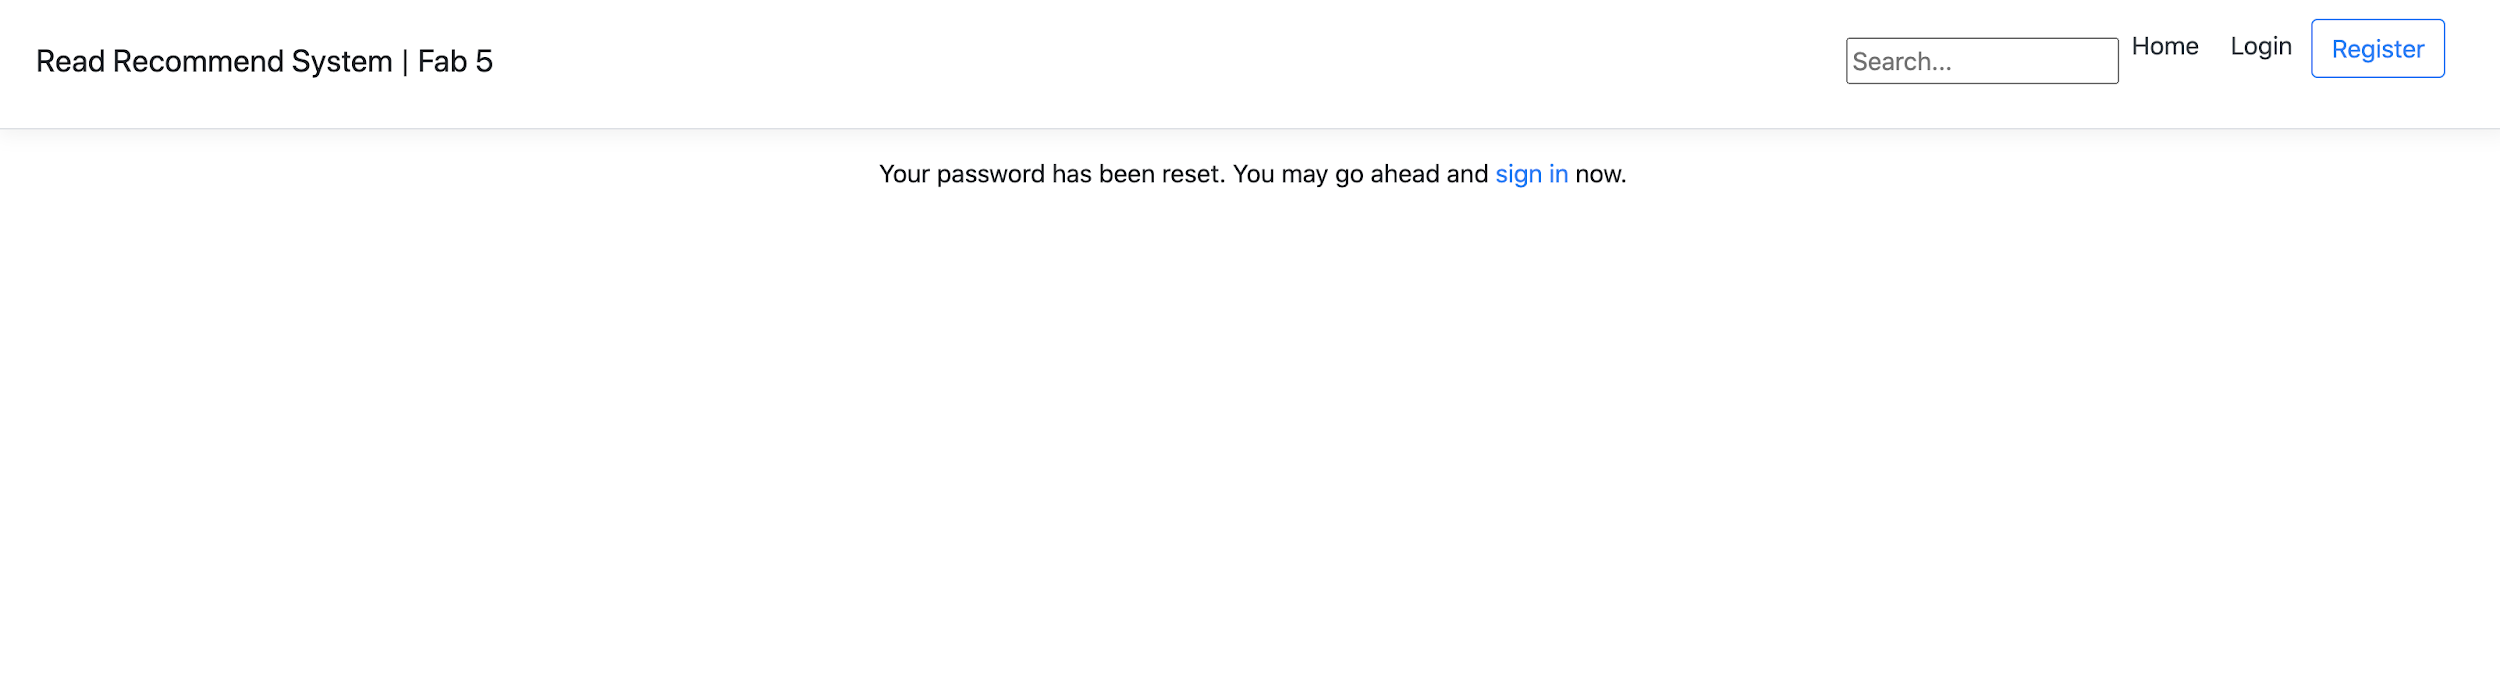 Read Recommend System | Fab 5
Search...
Home
Login
Register
Your password has been reset. You may go ahead and sign in now.